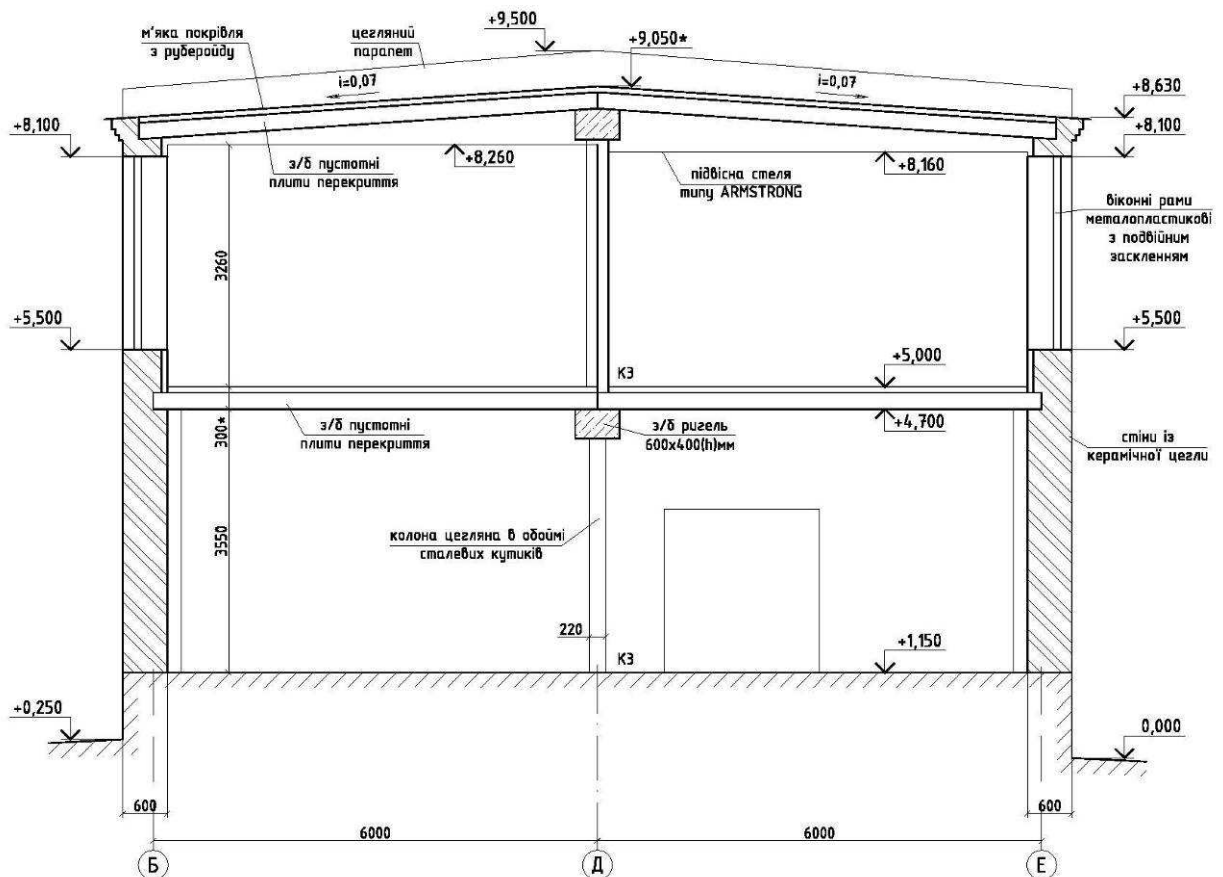 +9,500
м'яка покрівля
з руберойду
цегляний
парапет
+9,050*
i=0,07
i=0,07
+8,630
+8,100
+8,100
з/б пустотні
плити перекриття
+8,260
підвісна стеля
типу ARMSTRONG
+8,160
віконні рами
металопластикові
з подвійним
заскленням
3260
+5,500
+5,500
+5,000
К3
300*
з/б пустотні
плити перекриття
з/б ригель
600х400(h)мм
+4,700
стіни із
керамічної цегли
3550
колона цегляна в обоймі
сталевих кутиків
220
К3
+1,150
+0,250
0,000
600
600
6000
6000
Б
Д
Е